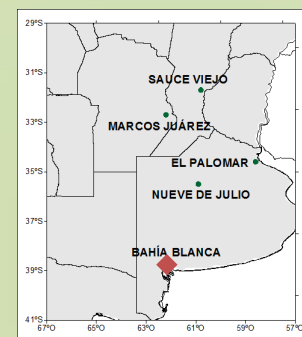 29°S
31°S
SAUCE VIEJO
33°S
MARCOS JUÁREZ
35°S
EL PALOMAR
NUEVE DE JULIO
37°S
BAHÍA BLANCA
39°S
41°S
67°O 65°O 63°O 61°O 59°O 57°O